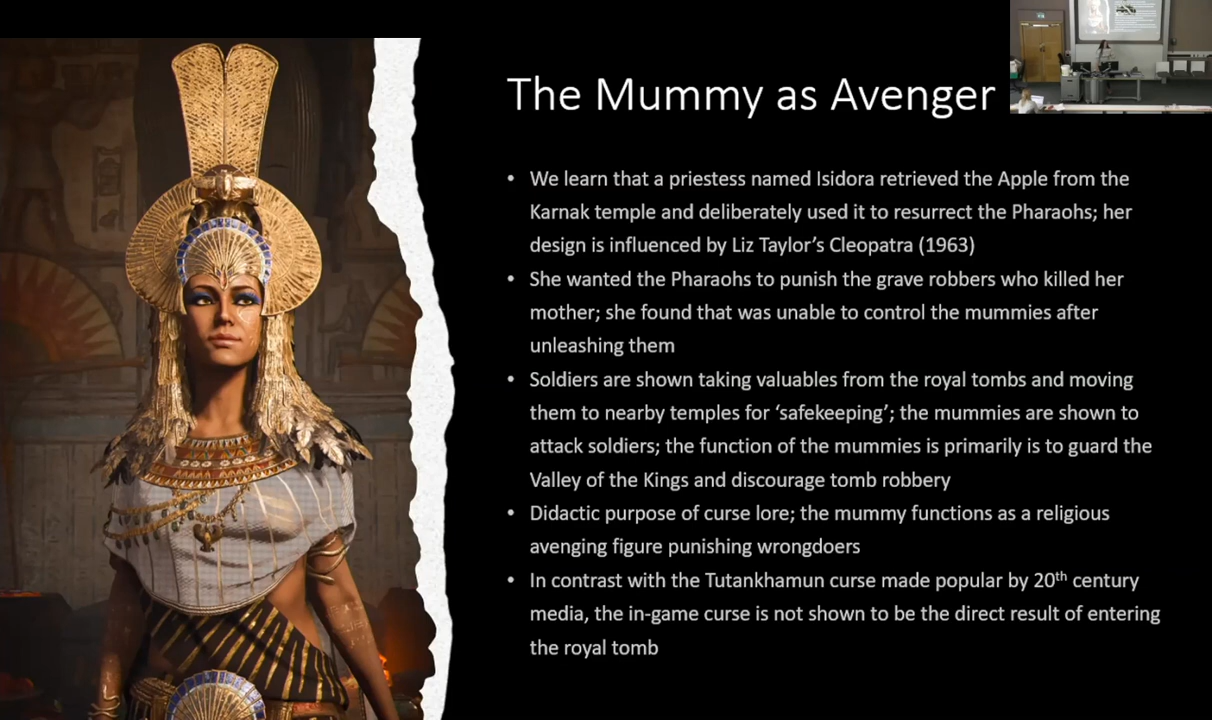 The Mummy as Avenger
• We learn that a priestess named Isidora retrieved the Apple from the
Karnak temple and deliberately used it to resurrect the Pharaohs; her
design is influenced by Liz Taylor’s Cleopatra (1963)
• She wanted the Pharaohs to punish the grave robbers who killed her
mother; she found that was unable to control the mummies after
unleashing them
• Soldiers are shown taking valuables from the royal tombs and moving
them to nearby temples for ‘safekeeping’; the mummies are shown to
attack soldiers; the function of the mummies is primarily is to guard the
Valley of the Kings and discourage tomb robbery
• Didactic purpose of curse lore; the mummy functions as a religious
avenging figure punishing wrongdoers
• In contrast with the Tutankhamun curse made popular by 20th century
media, the in-game curse is not shown to be the direct result of entering
the royal tomb